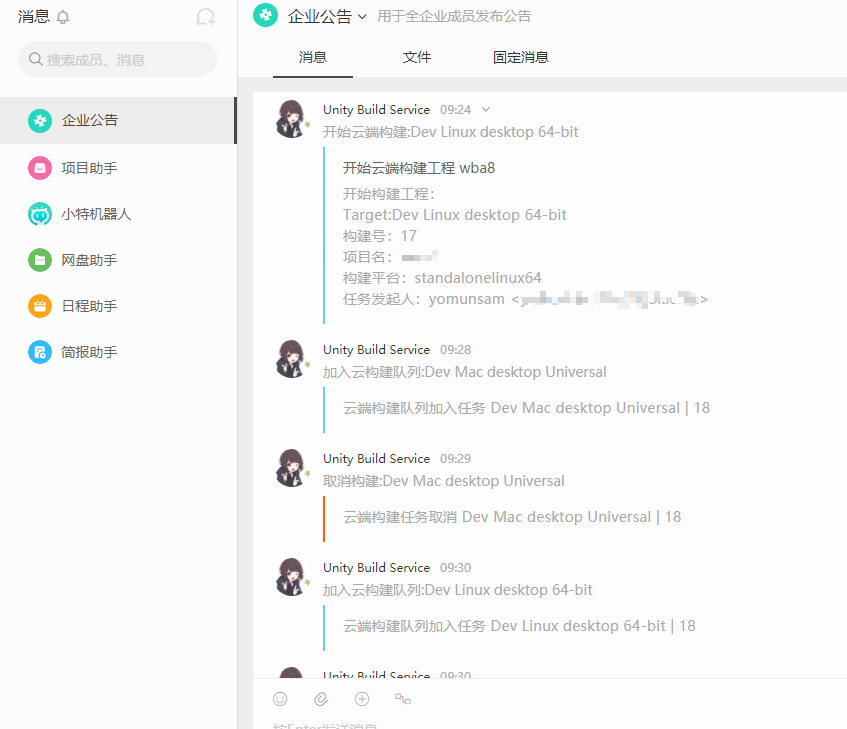 消息
搜索成员、消息
企业公告
项目助手
小特机器人
网盘助手
日程助手
简报助手
企业公告 用于全企业成员发布公告
消息 文件 固定消息
Unity Build Service 09:24
开始云端构建:Dev Linux desktop 64-bit
开始云端构建工程 wba8
开始构建工程：
Target:Dev Linux desktop 64-bit
构建号：17
项目名：
构建平台：standalonelinux64
任务发起人：yomunsam <
Unity Build Service 09:28
加入云构建队列:Dev Mac desktop Universal
云端构建队列加入任务 Dev Mac desktop Universal | 18
Unity Build Service 09:29
取消构建:Dev Mac desktop Universal
云端构建任务取消 Dev Mac desktop Universal | 18
Unity Build Service 09:30
加入云构建队列:Dev Linux desktop 64-bit
云端构建队列加入任务 Dev Linux desktop 64-bit | 18
Unity Build Service 09:30
按Enter发送消息